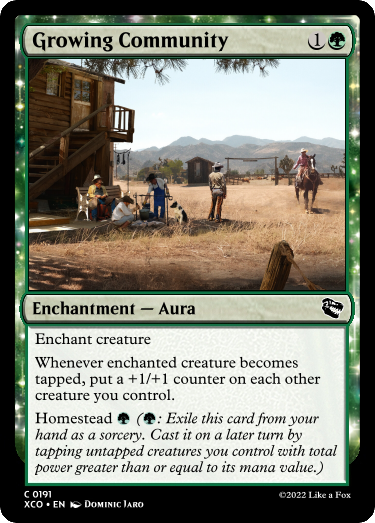 Growing Community 1
Enchantment — Aura
Enchant creature
Whenever enchanted creature becomes
tapped, put a +1/+1 counter on each other
creature you control.
Homestead (: Exile this card from your
hand as a sorcery. Cast it on a later turn by
tapping untapped creatures you control with total
power greater than or equal to its mana value.)
C 0191
XCO • EN Dominic Jaro
©2022 Like a Fox